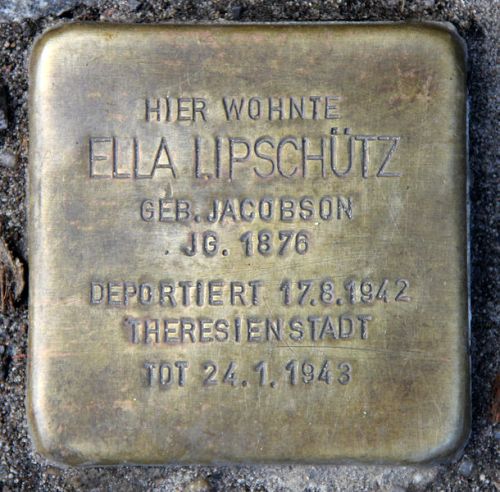 HIER WOHNTE
ELLA LIPSCHÜTZ
GEB. JACOBSON
JG. 1876
DEPORTIERT 17.8.1942
THERESIENSTADT
TOT 24.1.1943